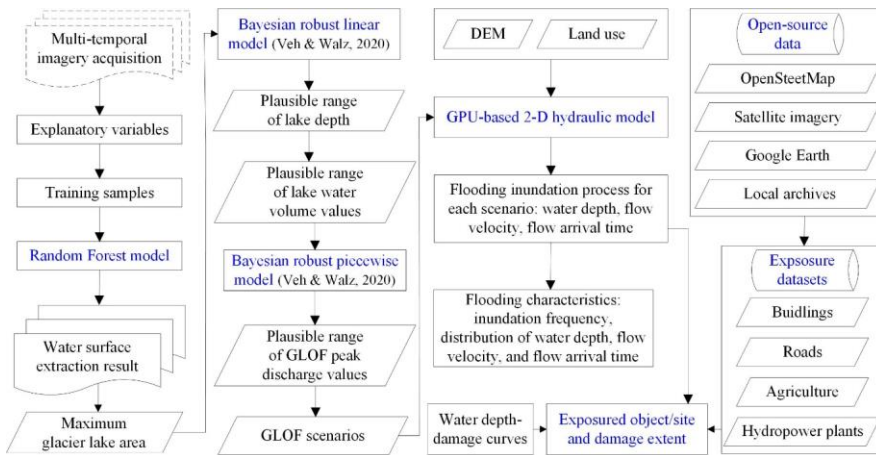 Multi-temporal
imagery acquisition
Explanatory variables
Training samples
Random Forest model
Water surface
extraction result
Maximum
glacier lake area
Bayesian robust linear
model (Veh & Walz, 2020)
Plausible range
of lake depth
Plausible range
of lake water
volume values
Bayesian robust piecewise
model (Veh & Walz, 2020)
Plausible range
of GLOF peak
discharge values
GLOF scenarios
DEM
Land use
GPU-based 2-D hydraulic model
Flooding inundation process for
each scenario: water depth, flow
velocity, flow arrival time
Flooding characteristics:
inundation frequency,
distribution of water depth, flow
velocity, and flow arrival time
Water depth-
damage curves
Exposured object/site
and damage extent
Open-source
data
OpenSteetMap
Satellite imagery
Google Earth
Local archives
Expsosure
datasets
Buidlings
Roads
Agriculture
Hydropower plants